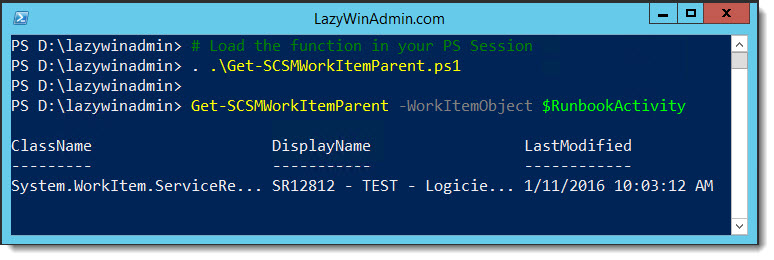 LazyWinAdmin.com
PS D:\lazywinadmin> # Load the function in your PS Session
PS D:\lazywinadmin> . .\Get-SCSMWorkItemParent.ps1
PS D:\lazywinadmin>
PS D:\lazywinadmin> Get-SCSMWorkItemParent -WorkItemObject $RunbookActivity
ClassName DisplayName LastModified
--------- ----------- ------------
System.WorkItem.ServiceRe... SR12812 - TEST - Logicie... 1/11/2016 10:03:12 AM